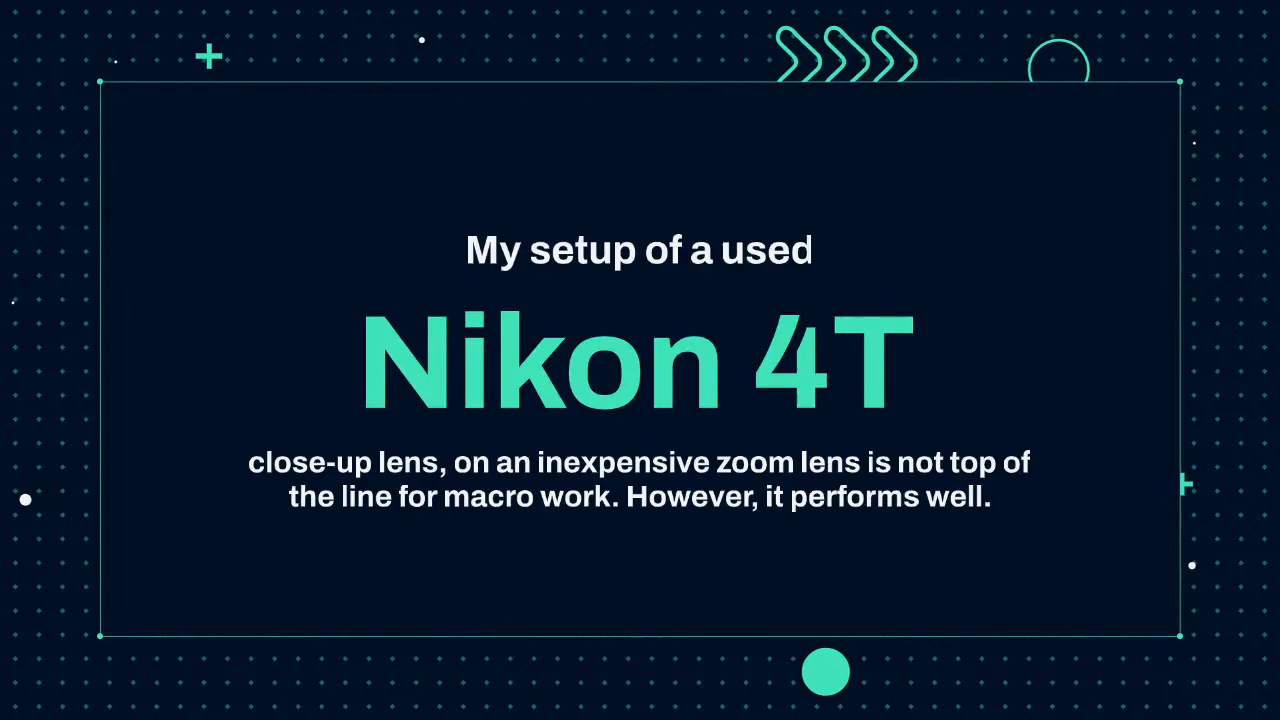 My setup of a used
Nikon 4T
close-up lens, on an inexpensive zoom lens is not top of
the line for macro work. However, it performs well.